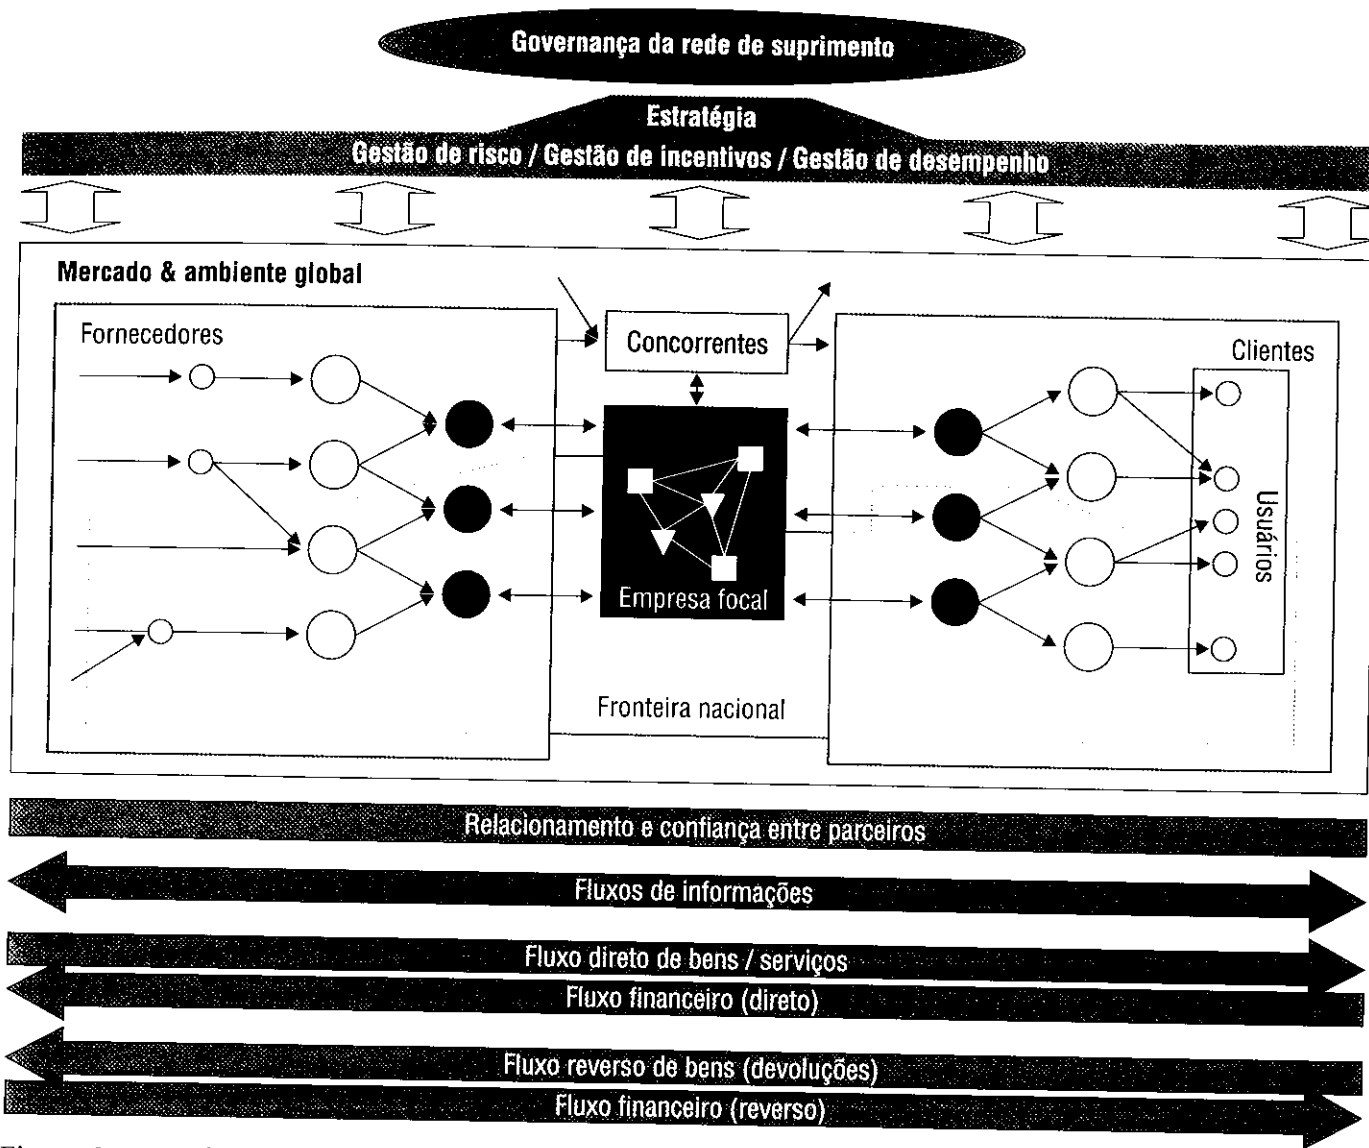 Governança da rede de suprimento
Estratégia
Gestão de risco / Gestão de incentivos / Gestão de desempenho
Mercado & ambiente global
Fornecedores
Concorrentes
Clientes
Usuários
Empresa focal
Fronteira nacional
Relacionamento e confiança entre parceiros
Fluxos de informações
Fluxo direto de bens / serviços
Fluxo financeiro (direto)
Fluxo reverso de bens (devoluções)
Fluxo financeiro (reverso)